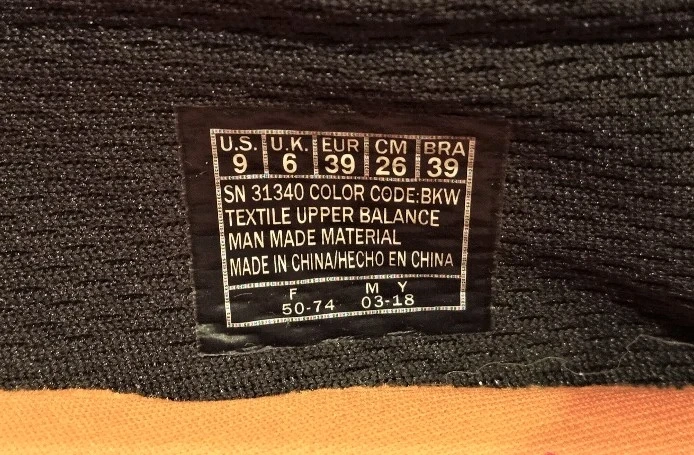 U.S. U.K. EUR CM BRA
9 6 39 26 39
SN 31340 COLOR CODE:BKW
TEXTILE UPPER BALANCE
MAN MADE MATERIAL
MADE IN CHINA/HECHO EN CHINA
F M Y
50-74 03-18